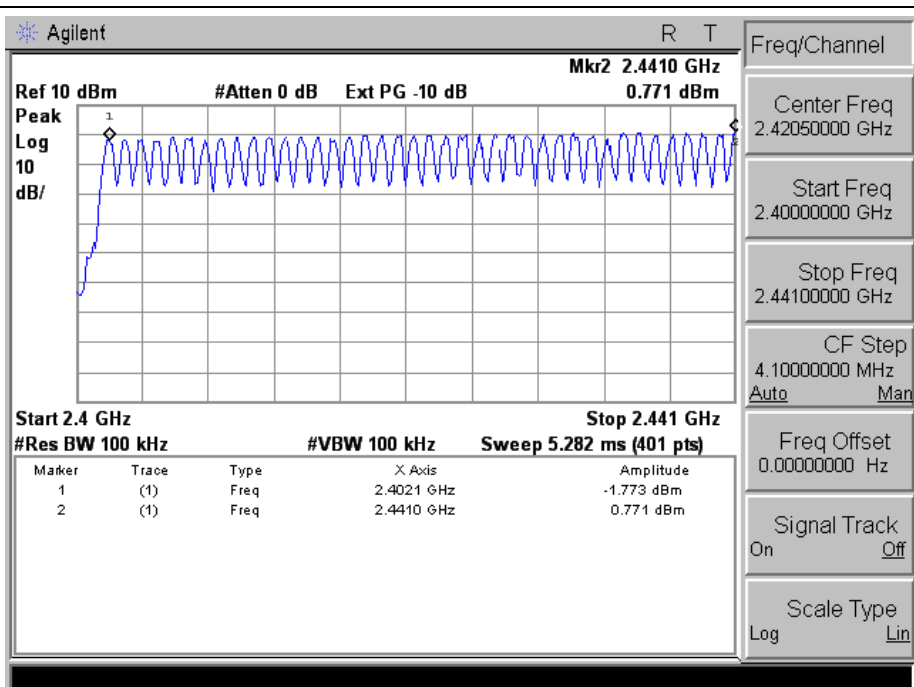 Agilent R T
Mkr2 2.4410 GHz
Ref 10 dBm #Atten 0 dB Ext PG -10 dB 0.771 dBm
Peak
Log
10
dB/
1
2
Start 2.4 GHz Stop 2.441 GHz
#Res BW 100 kHz #VBW 100 kHz Sweep 5.282 ms (401 pts)
Marker Trace Type X Axis Amplitude
1 (1) Freq 2.4021 GHz -1.773 dBm
2 (1) Freq 2.4410 GHz 0.771 dBm
Freq/Channel
Center Freq
2.42050000 GHz
Start Freq
2.40000000 GHz
Stop Freq
2.44100000 GHz
CF Step
4.10000000 MHz
Auto Man
Freq Offset
0.00000000 Hz
Signal Track
On Off
Scale Type
Log Lin